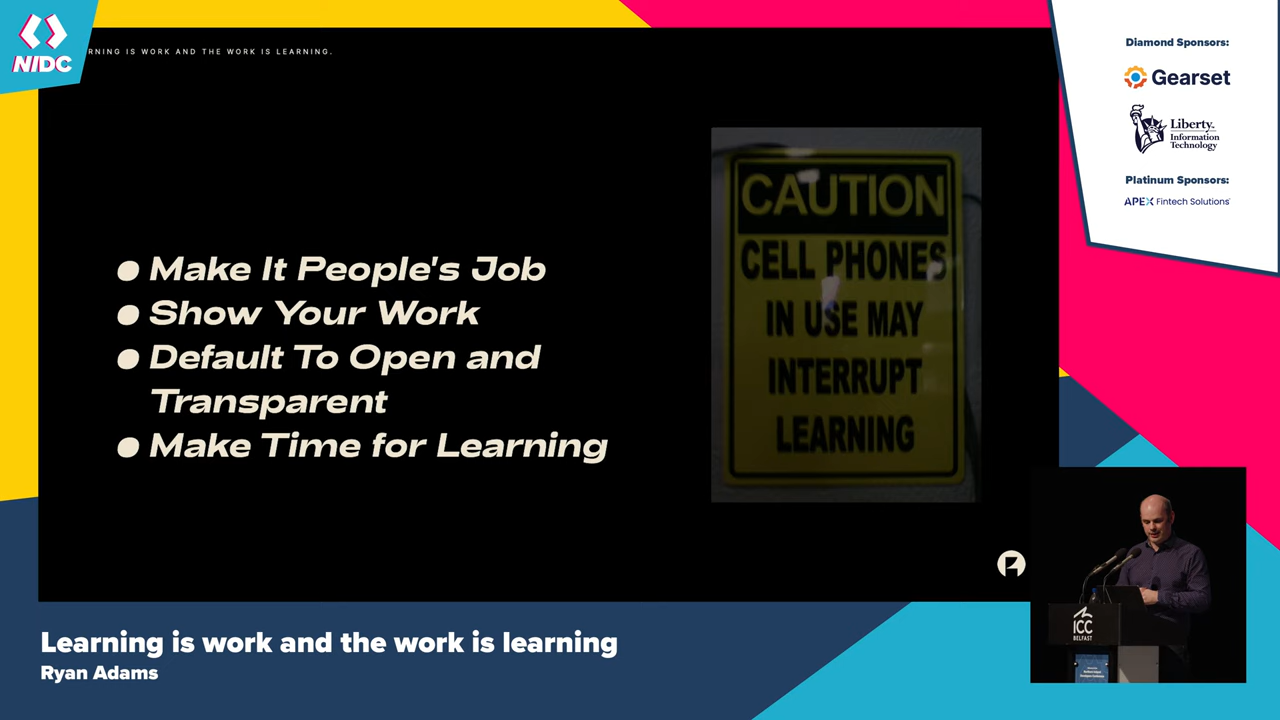 NIDC
RNING IS WORK AND THE WORK IS LEARNING.
● Make It People's Job
● Show Your Work
● Default To Open and
Transparent
● Make Time for Learning
CAUTION
CELL PHONES
IN USE MAY
INTERRUPT
LEARNING
Diamond Sponsors:
Gearset
Liberty
Information
Technology
Platinum Sponsors:
APEX Fintech Solutions
ICC
BELFAST
Learning is work and the work is learning
Ryan Adams